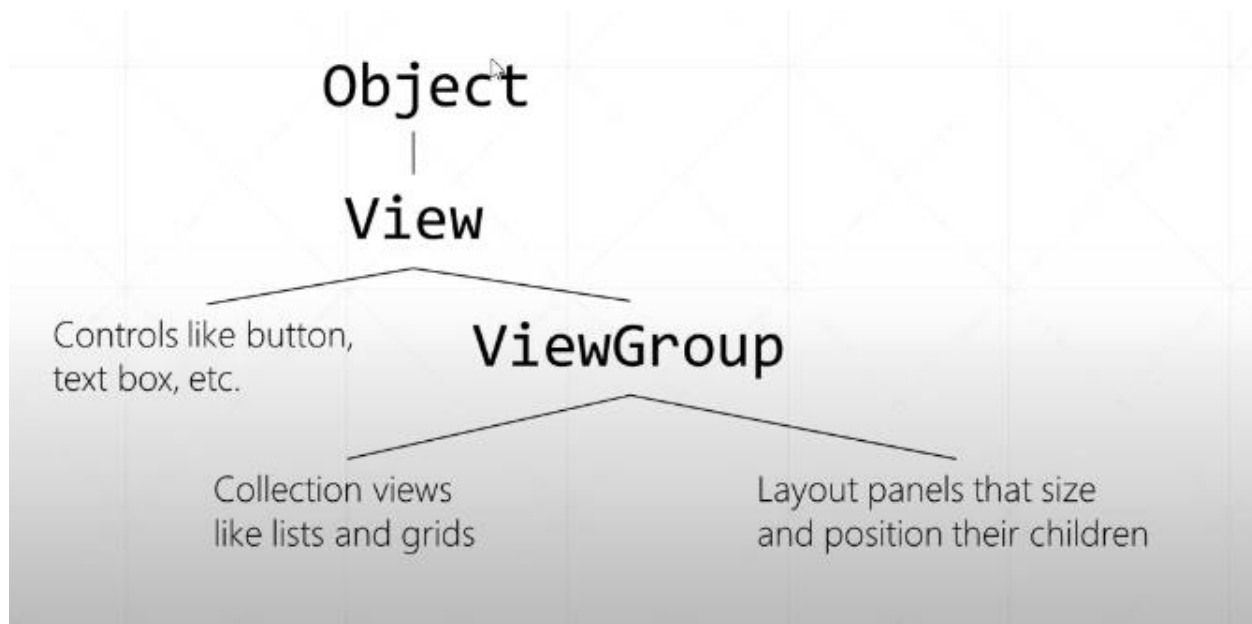 Object
View
Controls like button,
text box, etc.
ViewGroup
Collection views
like lists and grids
Layout panels that size
and position their children